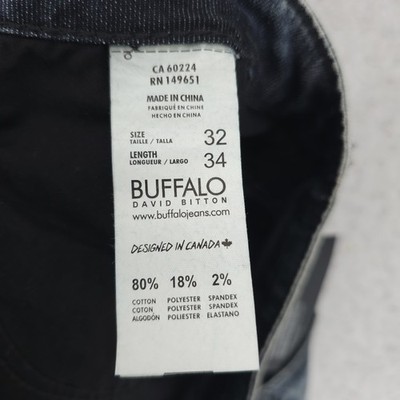 CA 60224
RN 149651
MADE IN CHINA
FABRIQUÉ EN CHINE
HECHO EN CHINA
SIZE 32
TAILLE / TALLA
LENGTH 34
LONGUEUR / LARGO
BUFFALO
DAVID BITTON
www.buffalojeans.com
DESIGNED IN CANADA
80% 18% 2%
COTTON POLYESTER SPANDEX
COTON POLYESTER SPANDEX
ALGODÓN POLIÉSTER ELASTANO